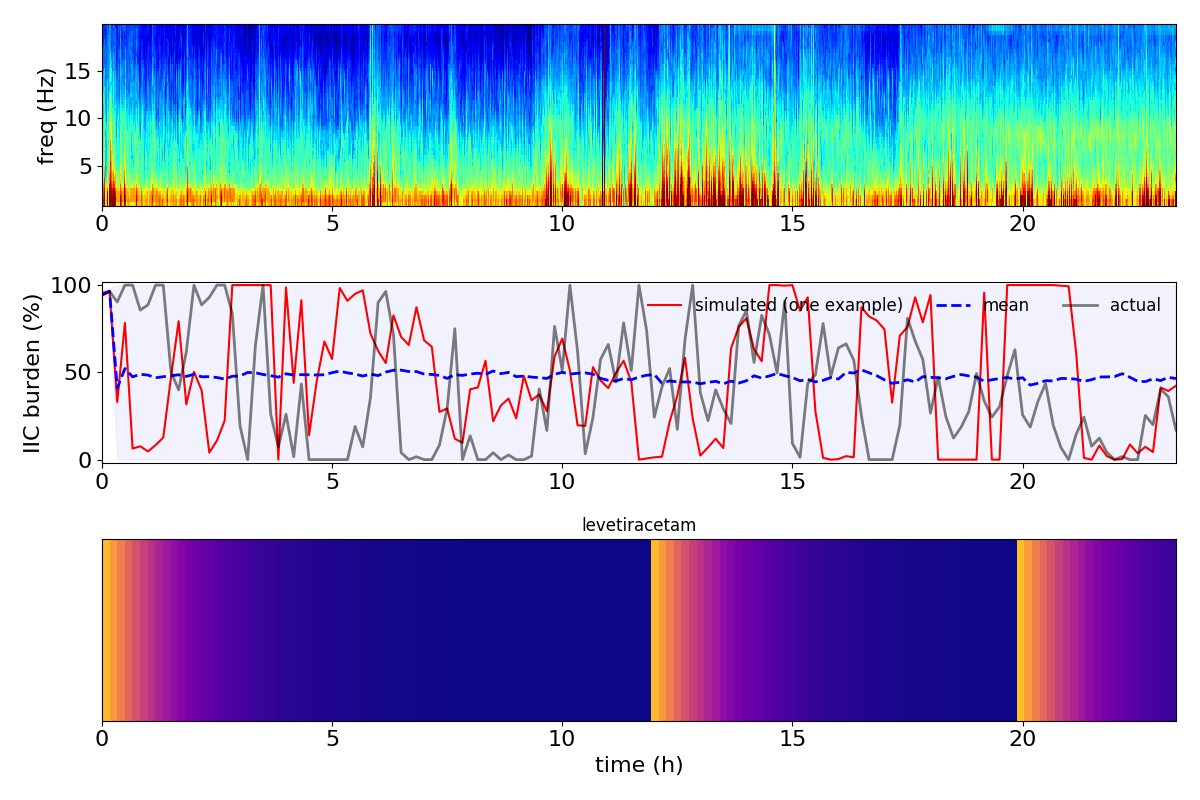 freq (Hz)
15
10
5
0 5 10 15 20
IIC burden (%)
100
50
0
simulated (one example) mean actual
0 5 10 15 20
levetiracetam
0 5 10 15 20
time (h)